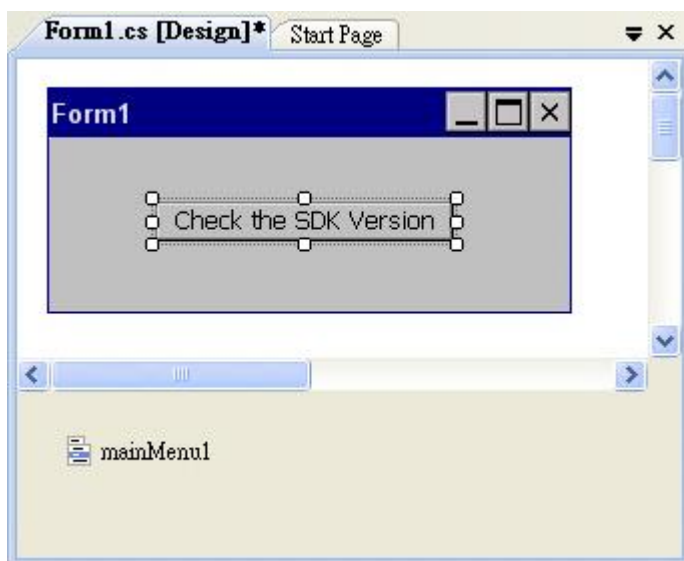 Form1.cs [Design]* Start Page
Form1
Check the SDK Version
mainMenu1